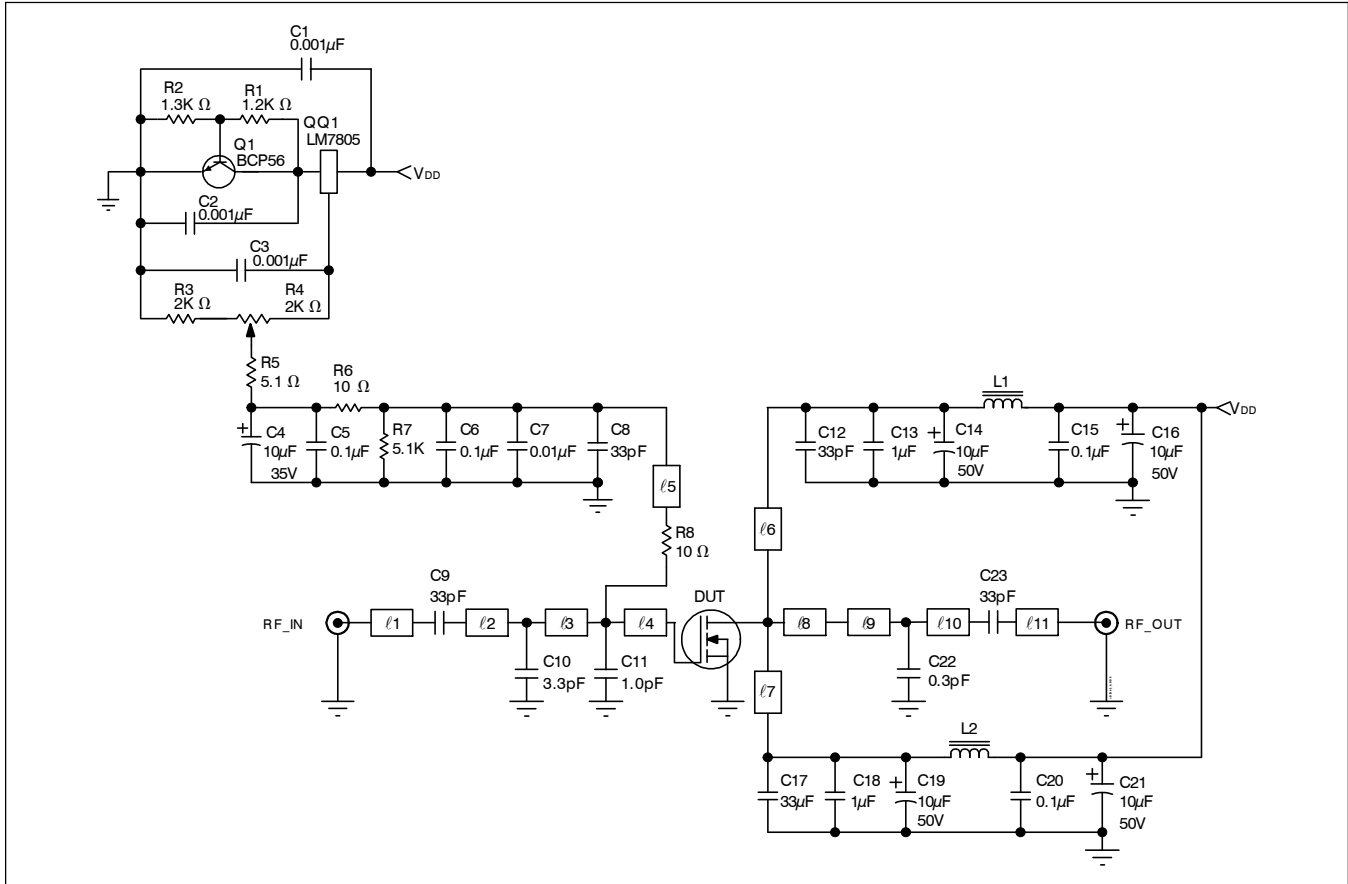 C1
0.001µF
R2
1.3K Ω
R1
1.2K Ω
QQ1
LM7805
Q1
BCP56
VDD
C2
0.001µF
C3
0.001µF
R3
2K Ω
R4
2K Ω
R5
5.1 Ω
R6
10 Ω
+
C4
10µF
35V
C5
0.1µF
R7
5.1K
C6
0.1µF
C7
0.01µF
C8
33pF
ℓ5
R8
10 Ω
L1
VDD
C12
33pF
C13
1µF
+
C14
10µF
50V
C15
0.1µF
+
C16
10µF
50V
ℓ6
RF_IN
ℓ1
C9
33pF
ℓ2
ℓ3
ℓ4
DUT
C10
3.3pF
C11
1.0pF
ℓ8
ℓ9
ℓ10
C23
33pF
ℓ11
RF_OUT
C22
0.3pF
ℓ7
L2
C17
33µF
C18
1µF
+
C19
10µF
50V
C20
0.1µF
+
C21
10µF
50V